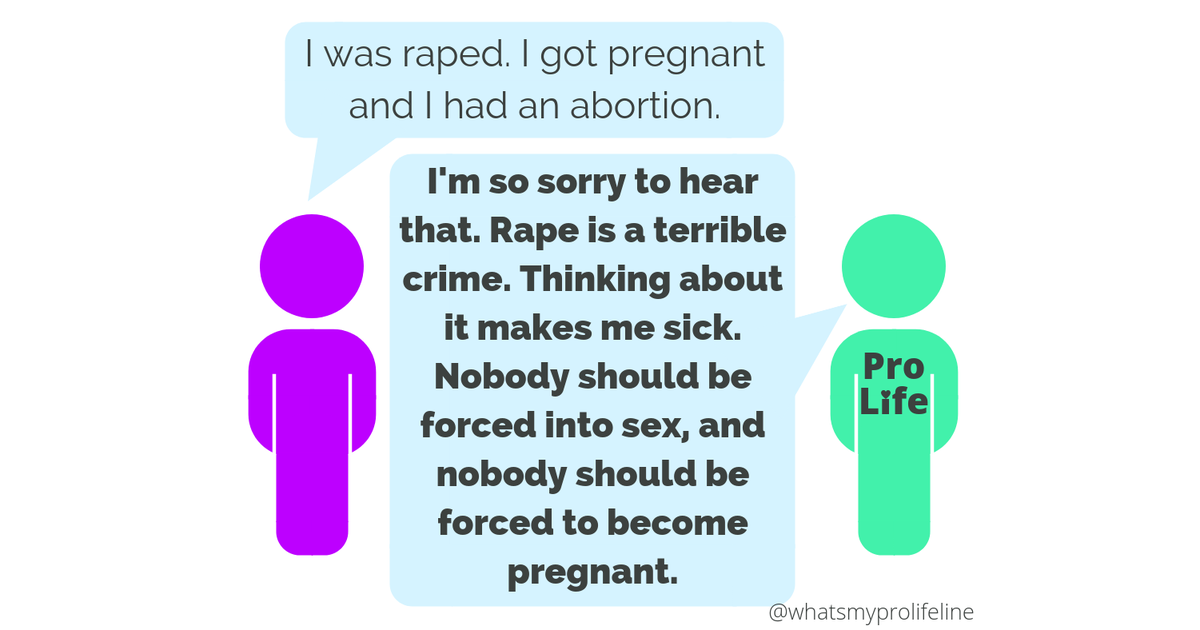 I was raped. I got pregnant
and I had an abortion.
I'm so sorry to hear
that. Rape is a terrible
crime. Thinking about
it makes me sick.
Nobody should be
forced into sex, and
nobody should be
forced to become
pregnant.
Pro
Life
@whatsmyprolifeline